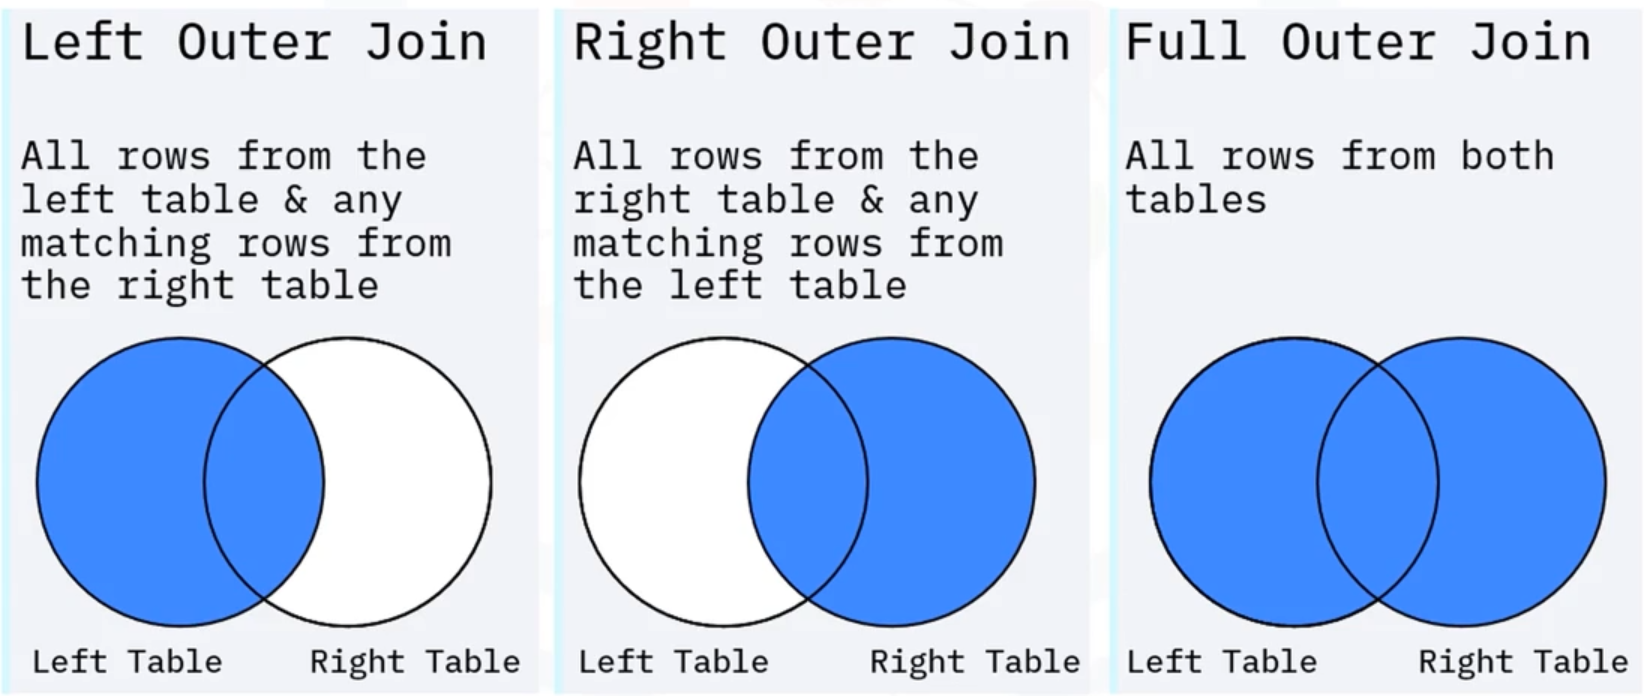 Left Outer Join
All rows from the
left table & any
matching rows from
the right table
Left Table
Right Table
Right Outer Join
All rows from the
right table & any
matching rows from
the left table
Left Table
Right Table
Full Outer Join
All rows from both
tables
Left Table
Right Table